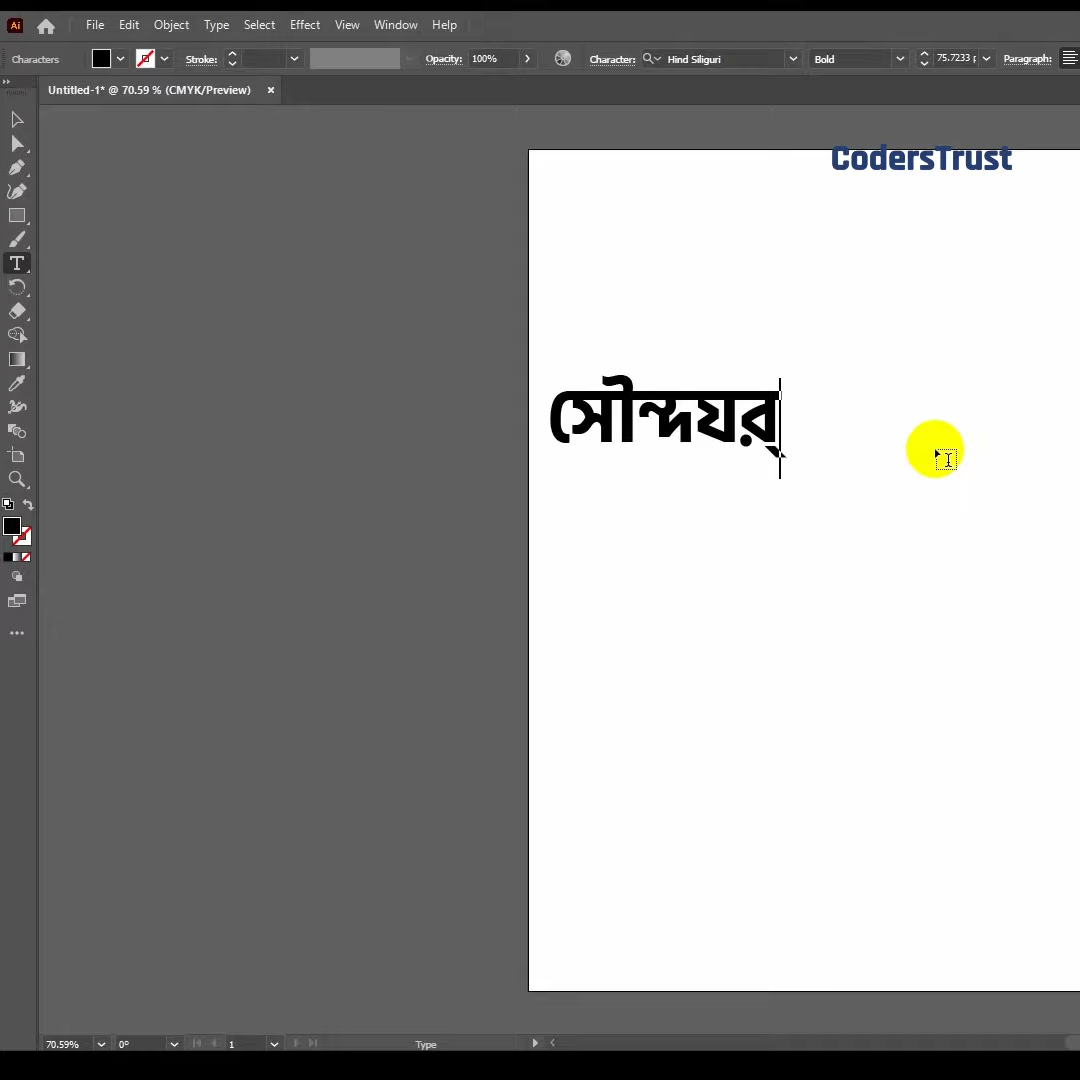 Ai File Edit Object Type Select Effect View Window Help
Characters Stroke: Opacity: 100% Character: Hind Siliguri Bold 75.7233 Paragraph:
Untitled-1* @ 70.59 % (CMYK/Preview) ×
CodersTrust
সৌন্দযর্
70.59% 0° 1 Type